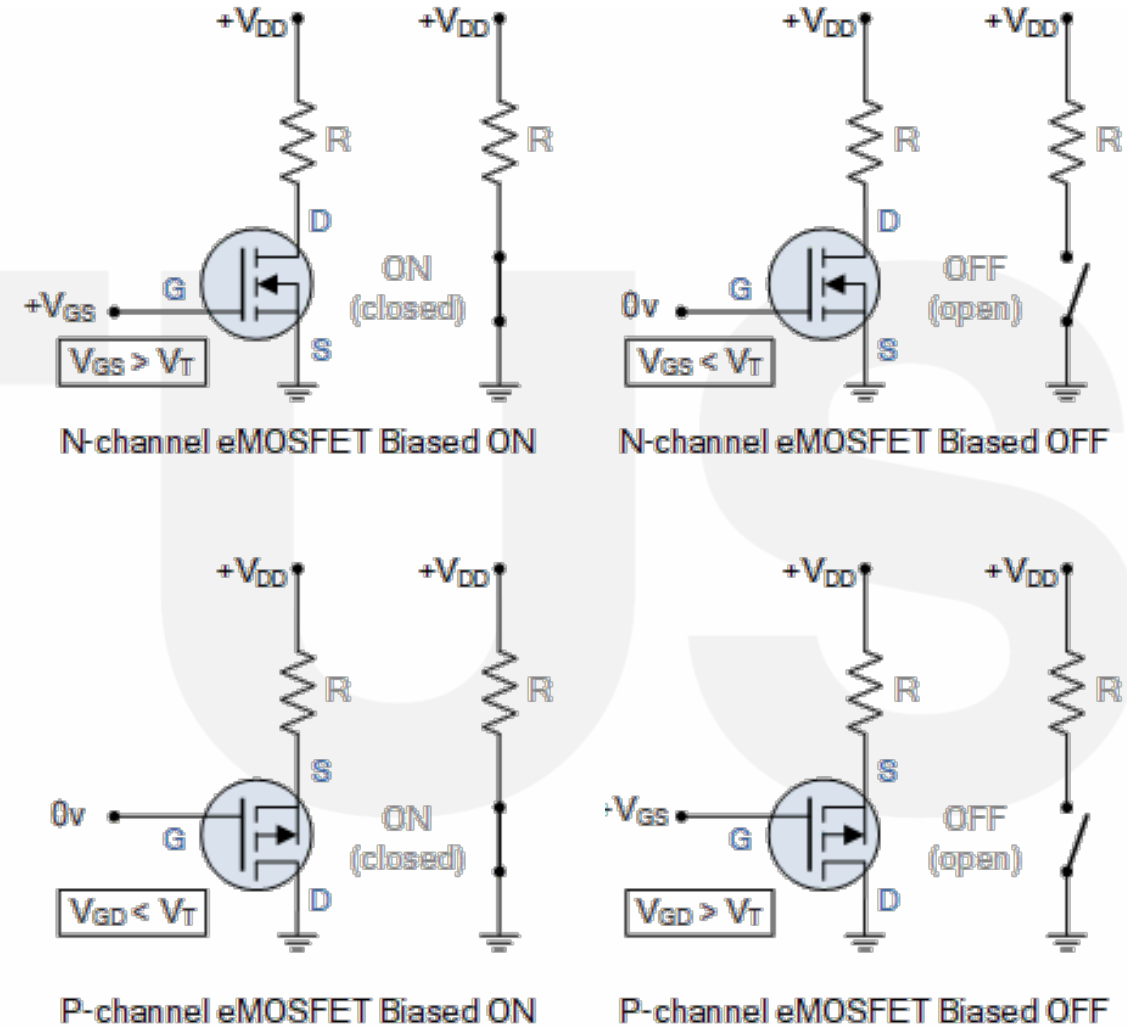 +VDD +VDD +VDD +VDD
R R R R
D D
G ON (closed) G OFF (open)
+VGS 0v
S S
VGS > VT VGS < VT
N-channel eMOSFET Biased ON N-channel eMOSFET Biased OFF
+VDD +VDD +VDD +VDD
R R R R
S S
0v +VGS
G ON (closed) G OFF (open)
D D
VGD < VT VGD > VT
P-channel eMOSFET Biased ON P-channel eMOSFET Biased OFF